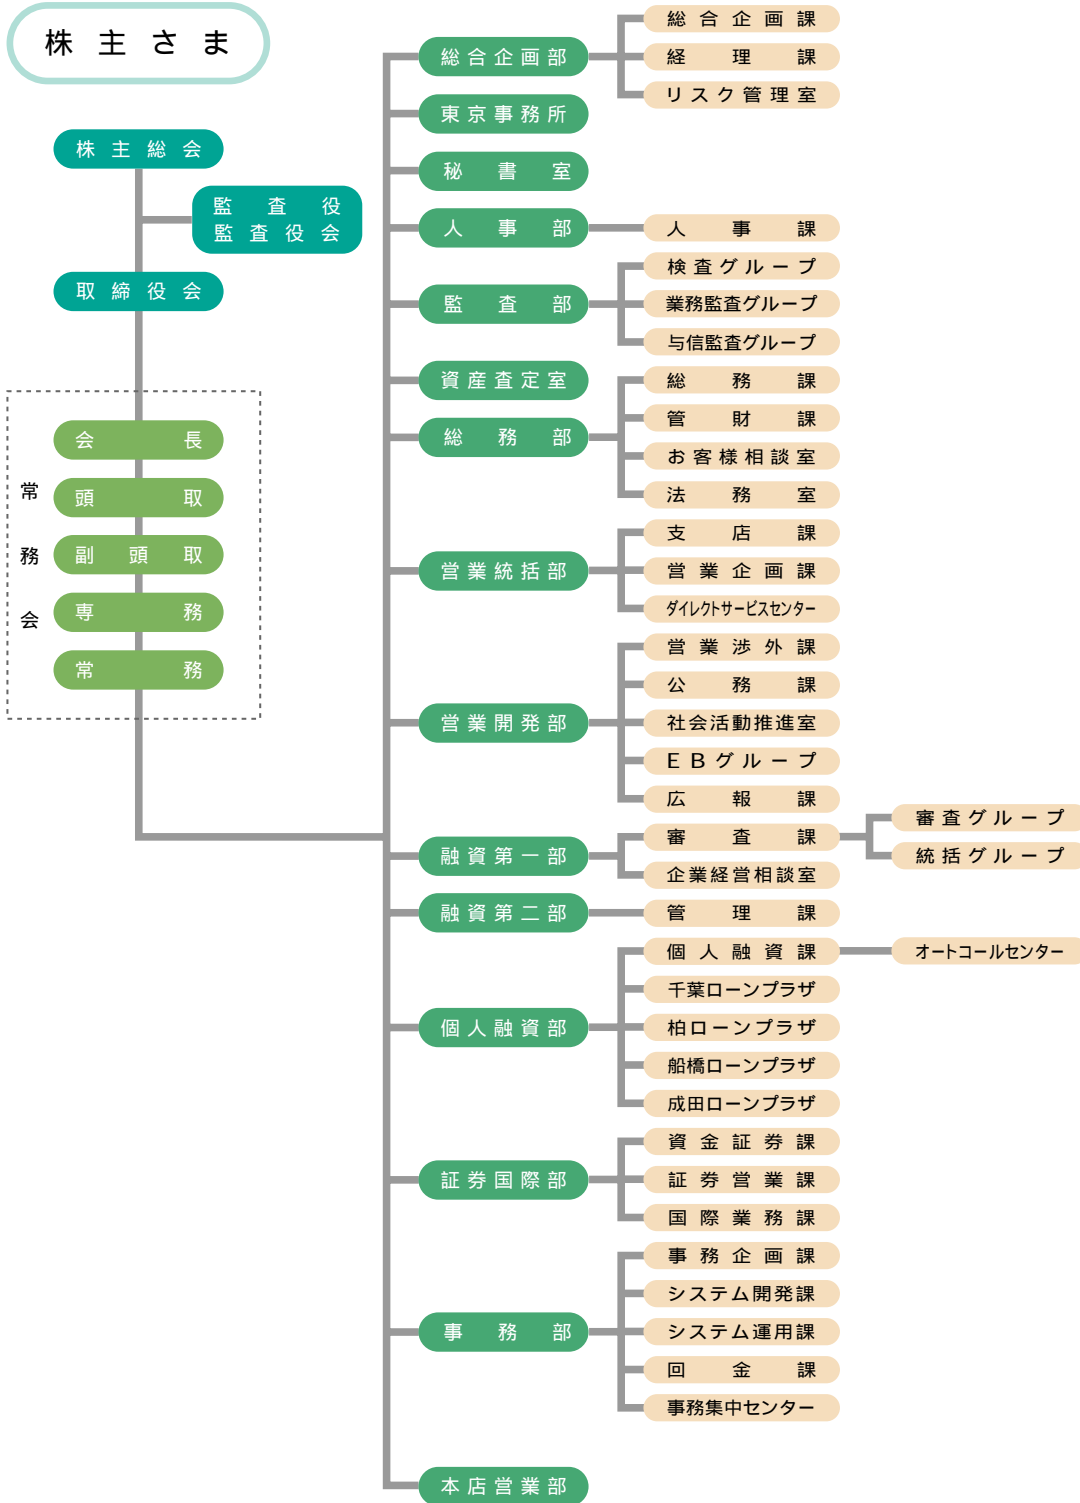 株主さま
株主総会
監査役
監査役会
取締役会
常務会
会長
頭取
副頭取
専務
常務
総合企画部
総合企画課
経理課
リスク管理室
東京事務所
秘書室
人事部
人事課
監査部
検査グループ
業務監査グループ
与信監査グループ
資産査定室
総務部
総務課
管財課
お客様相談室
法務室
営業統括部
支店課
営業企画課
ダイレクトサービスセンター
営業開発部
営業渉外課
公務課
社会活動推進室
EBグループ
広報課
融資第一部
審査課
審査グループ
統括グループ
企業経営相談室
融資第二部
管理課
個人融資部
個人融資課
オートコールセンター
千葉ローンプラザ
柏ローンプラザ
船橋ローンプラザ
成田ローンプラザ
証券国際部
資金証券課
証券営業課
国際業務課
事務部
事務企画課
システム開発課
システム運用課
回金課
事務集中センター
本店営業部